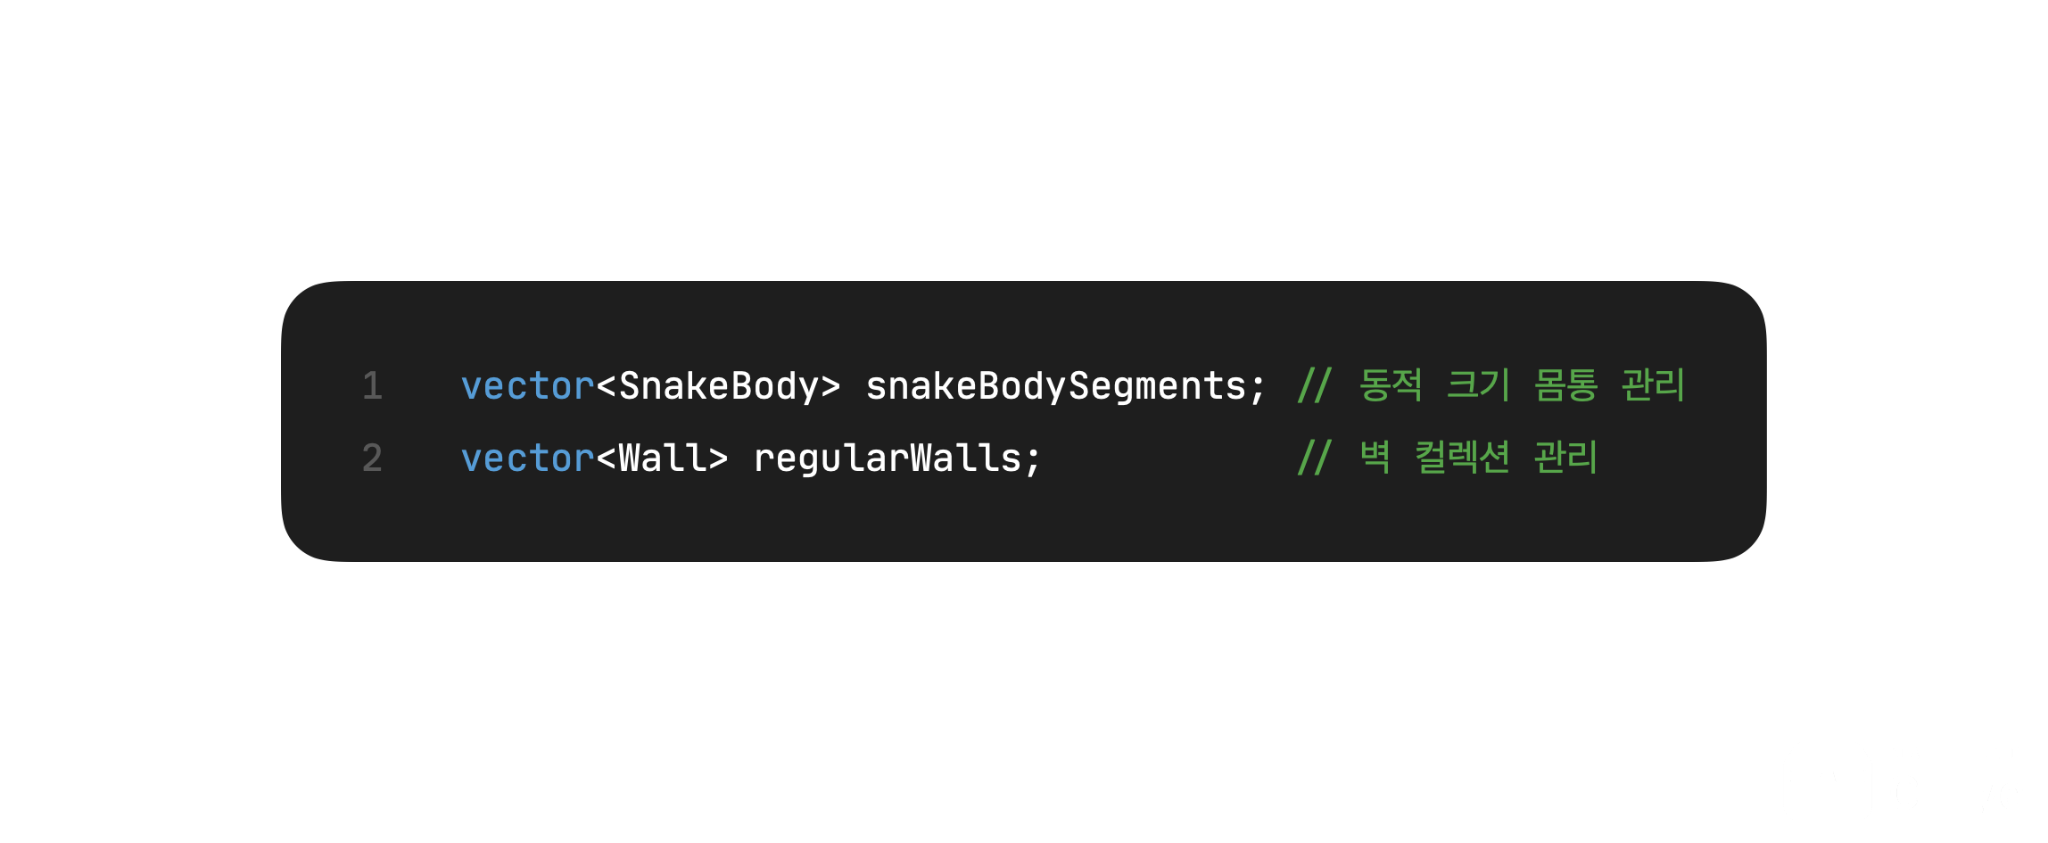 1 vector<SnakeBody> snakeBodySegments; // 동적 크기 몸통 관리
2 vector<Wall> regularWalls; // 벽 컬렉션 관리